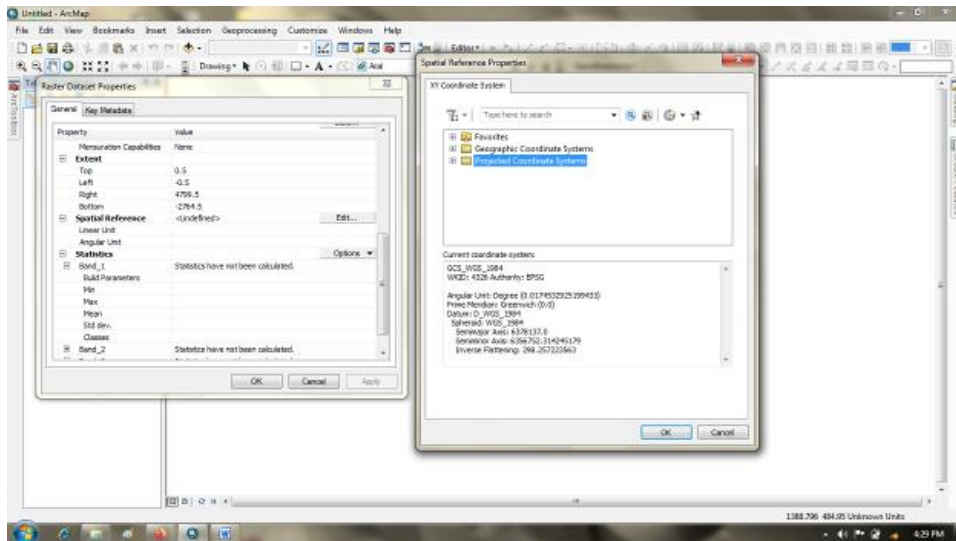 Untitled - ArcMap
File Edit View Bookmarks Insert Selection Geoprocessing Customize Windows Help
Editor
Drawing
Arial
Raster Dataset Properties
General Key Metadata
Property Value
Mensuration Capabilities None
Extent
Top 0.5
Left -0.5
Right 4799.5
Bottom -2764.5
Spatial Reference <Undefined> Edit...
Linear Unit
Angular Unit
Statistics Options
Band_1 Statistics have not been calculated.
Build Parameters
Min
Max
Mean
Std dev.
Classes
Band_2 Statistics have not been calculated.
OK Cancel Apply
Spatial Reference Properties
XY Coordinate System
Type here to search
Favorites
Geographic Coordinate Systems
Projected Coordinate Systems
Current coordinate system:
GCS_WGS_1984
WKID: 4326 Authority: EPSG
Angular Unit: Degree (0.0174532925199433)
Prime Meridian: Greenwich (0.0)
Datum: D_WGS_1984
Spheroid: WGS_1984
Semimajor Axis: 6378137.0
Semiminor Axis: 6356752.314245179
Inverse Flattening: 298.257223563
OK Cancel
ArcToolbox
1388.796 484.95 Unknown Units
4:29 PM